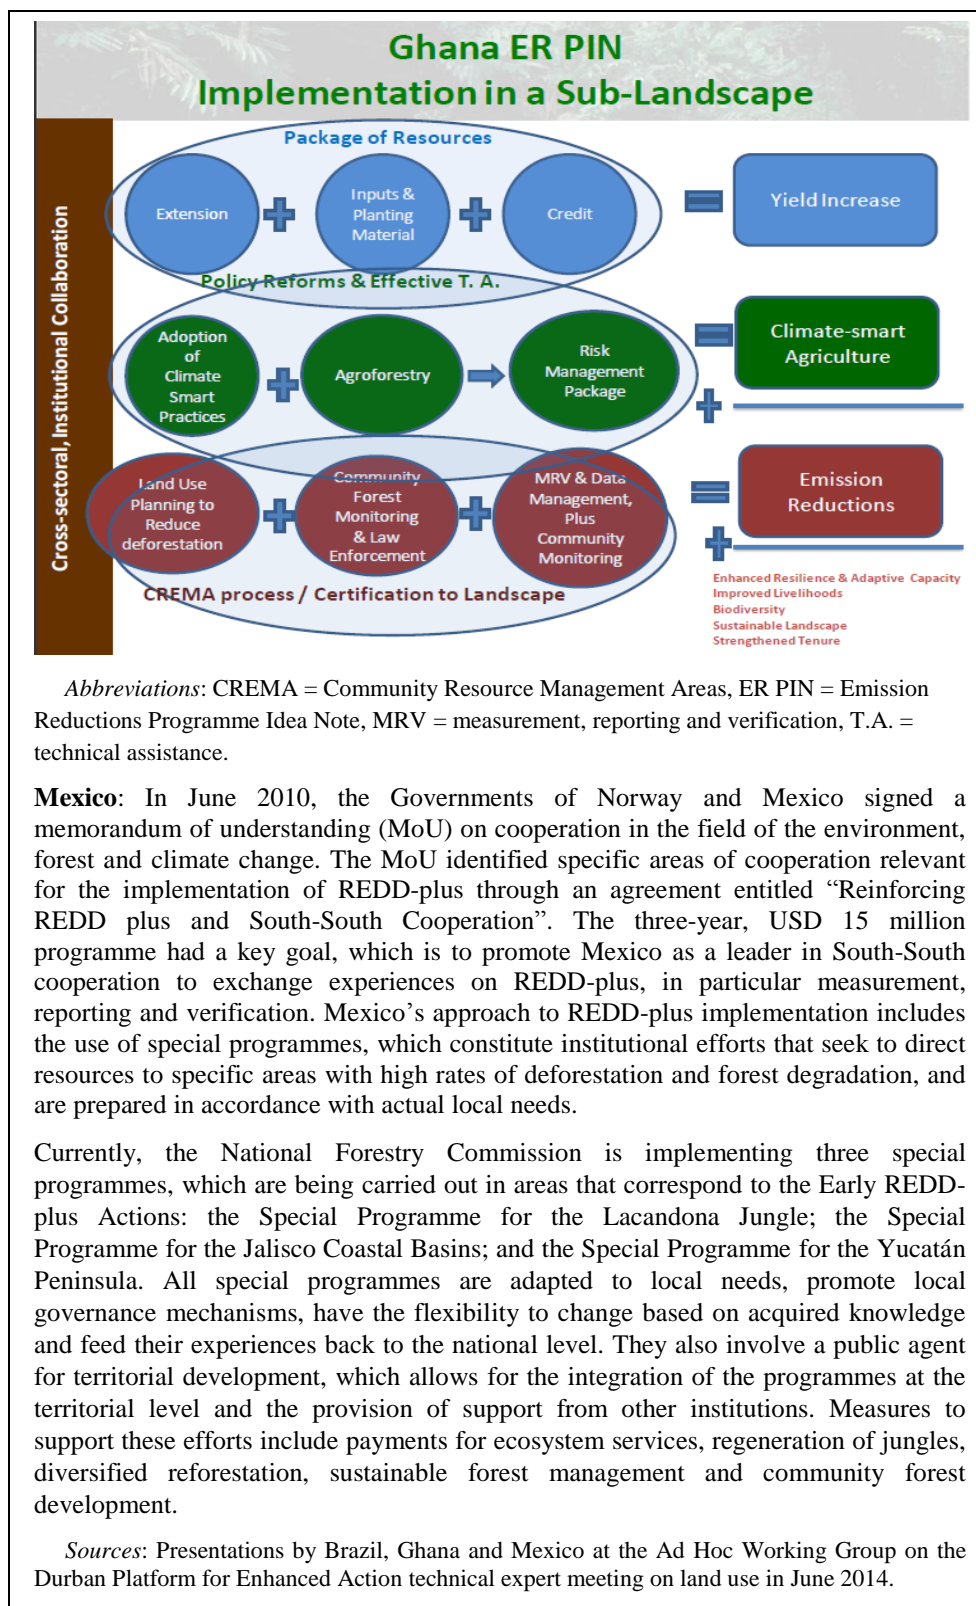 Ghana ER PIN
Implementation in a Sub-Landscape
Cross-sectoral, Institutional Collaboration
Package of Resources
Extension
Inputs &
Planting
Material
Credit
Yield Increase
Policy Reforms & Effective T. A.
Adoption
of
Climate
Smart
Practices
Agroforestry
Risk
Management
Package
Climate-smart
Agriculture
Land Use
Planning to
Reduce
deforestation
Community
Forest
Monitoring
& Law
Enforcement
MRV & Data
Management,
Plus
Community
Monitoring
Emission
Reductions
CREMA process / Certification to Landscape
Enhanced Resilience & Adaptive Capacity
Improved Livelihoods
Biodiversity
Sustainable Landscape
Strengthened Tenure
Abbreviations: CREMA = Community Resource Management Areas, ER PIN = Emission
Reductions Programme Idea Note, MRV = measurement, reporting and verification, T.A. =
technical assistance.
Mexico: In June 2010, the Governments of Norway and Mexico signed a
memorandum of understanding (MoU) on cooperation in the field of the environment,
forest and climate change. The MoU identified specific areas of cooperation relevant
for the implementation of REDD-plus through an agreement entitled “Reinforcing
REDD plus and South-South Cooperation”. The three-year, USD 15 million
programme had a key goal, which is to promote Mexico as a leader in South-South
cooperation to exchange experiences on REDD-plus, in particular measurement,
reporting and verification. Mexico’s approach to REDD-plus implementation includes
the use of special programmes, which constitute institutional efforts that seek to direct
resources to specific areas with high rates of deforestation and forest degradation, and
are prepared in accordance with actual local needs.
Currently, the National Forestry Commission is implementing three special
programmes, which are being carried out in areas that correspond to the Early REDD-
plus Actions: the Special Programme for the Lacandona Jungle; the Special
Programme for the Jalisco Coastal Basins; and the Special Programme for the Yucatán
Peninsula. All special programmes are adapted to local needs, promote local
governance mechanisms, have the flexibility to change based on acquired knowledge
and feed their experiences back to the national level. They also involve a public agent
for territorial development, which allows for the integration of the programmes at the
territorial level and the provision of support from other institutions. Measures to
support these efforts include payments for ecosystem services, regeneration of jungles,
diversified reforestation, sustainable forest management and community forest
development.
Sources: Presentations by Brazil, Ghana and Mexico at the Ad Hoc Working Group on the
Durban Platform for Enhanced Action technical expert meeting on land use in June 2014.